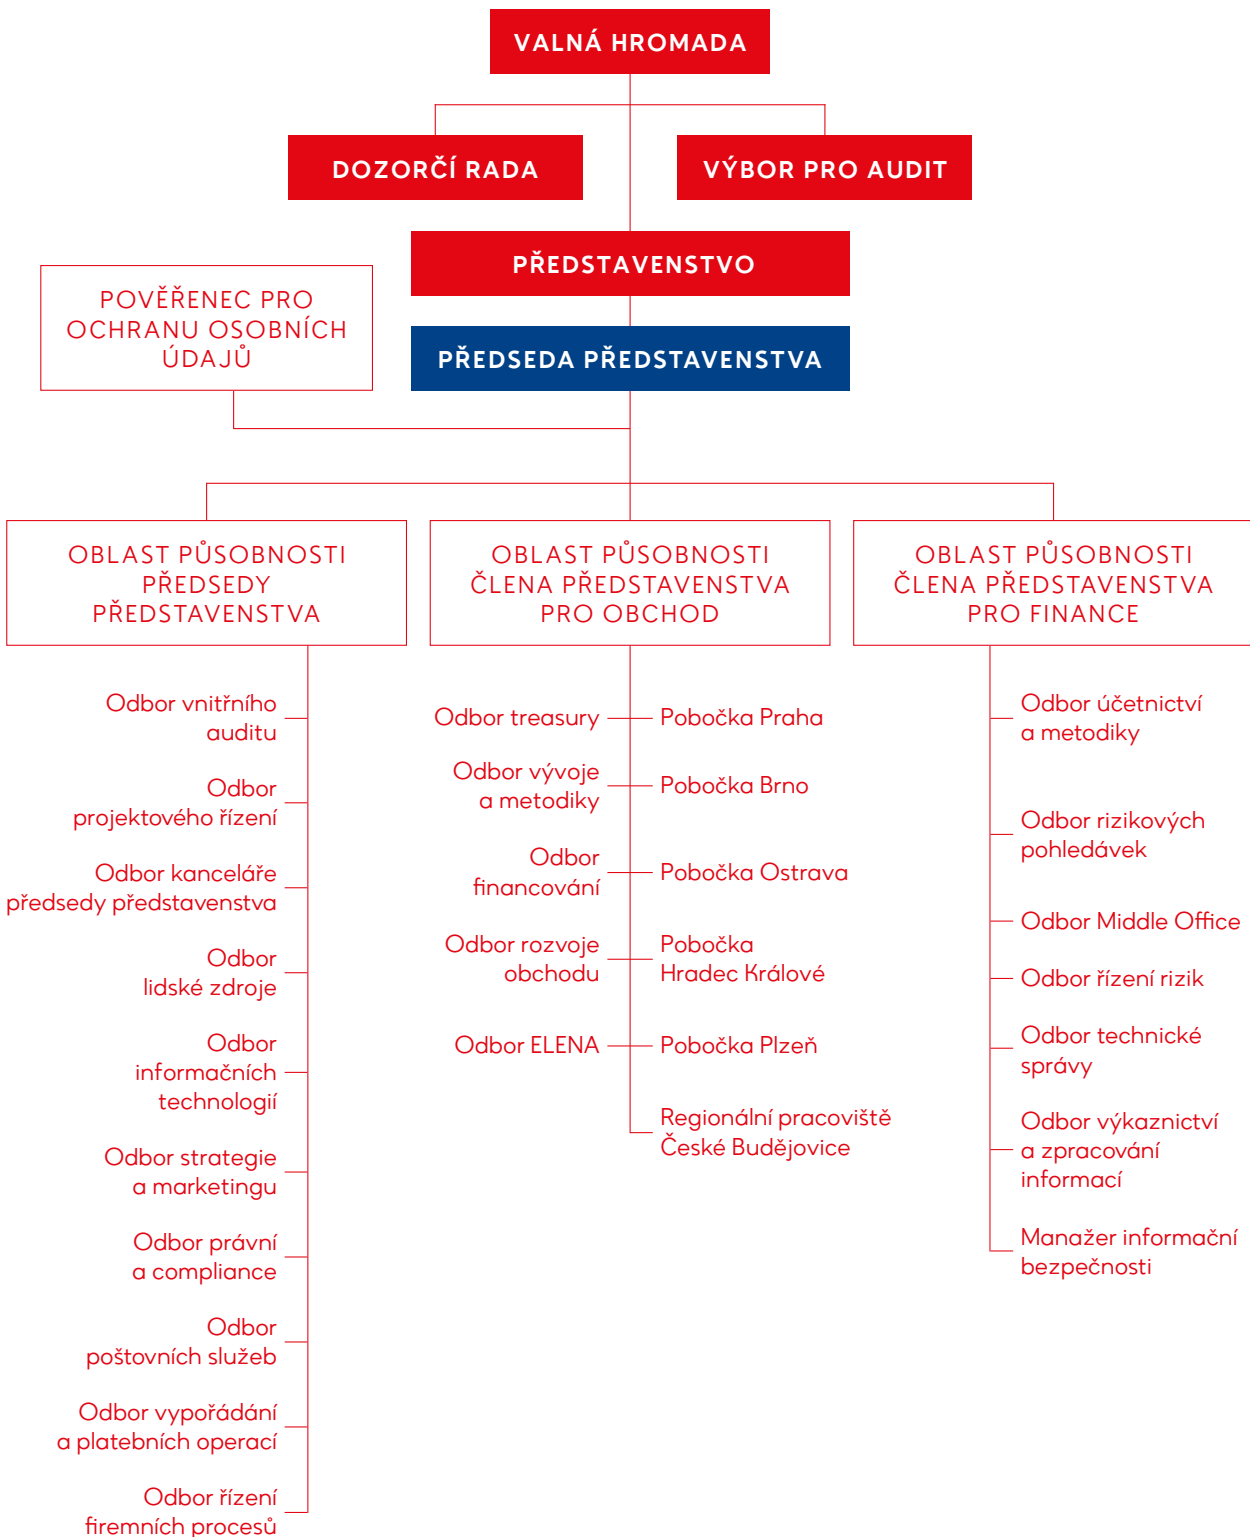 VALNÁ HROMADA
DOZORČÍ RADA
VÝBOR PRO AUDIT
PŘEDSTAVENSTVO
POVĚŘENEC PRO
OCHRANU OSOBNÍCH
ÚDAJŮ
PŘEDSEDA PŘEDSTAVENSTVA
OBLAST PŮSOBNOSTI
PŘEDSEDY
PŘEDSTAVENSTVA
OBLAST PŮSOBNOSTI
ČLENA PŘEDSTAVENSTVA
PRO OBCHOD
OBLAST PŮSOBNOSTI
ČLENA PŘEDSTAVENSTVA
PRO FINANCE
Odbor vnitřního
auditu
Odbor
projektového řízení
Odbor kanceláře
předsedy představenstva
Odbor
lidské zdroje
Odbor
informačních
technologií
Odbor strategie
a marketingu
Odbor právní
a compliance
Odbor
poštovních služeb
Odbor vypořádání
a platebních operací
Odbor řízení
firemních procesů
Odbor treasury
Odbor vývoje
a metodiky
Odbor
financování
Odbor rozvoje
obchodu
Odbor ELENA
Pobočka Praha
Pobočka Brno
Pobočka Ostrava
Pobočka
Hradec Králové
Pobočka Plzeň
Regionální pracoviště
České Budějovice
Odbor účetnictví
a metodiky
Odbor rizikových
pohledávek
Odbor Middle Office
Odbor řízení rizik
Odbor technické
správy
Odbor výkaznictví
a zpracování
informací
Manažer informační
bezpečnosti